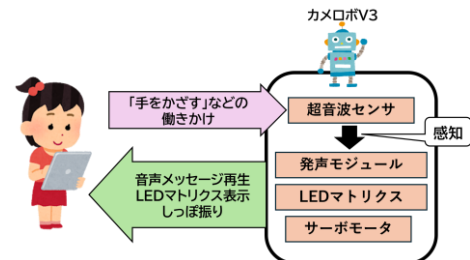 カメロボV3
「手をかざす」などの
働きかけ
超音波センサ
感知
発声モジュール
LEDマトリクス
サーボモータ
音声メッセージ再生
LEDマトリクス表示
しっぽ振り